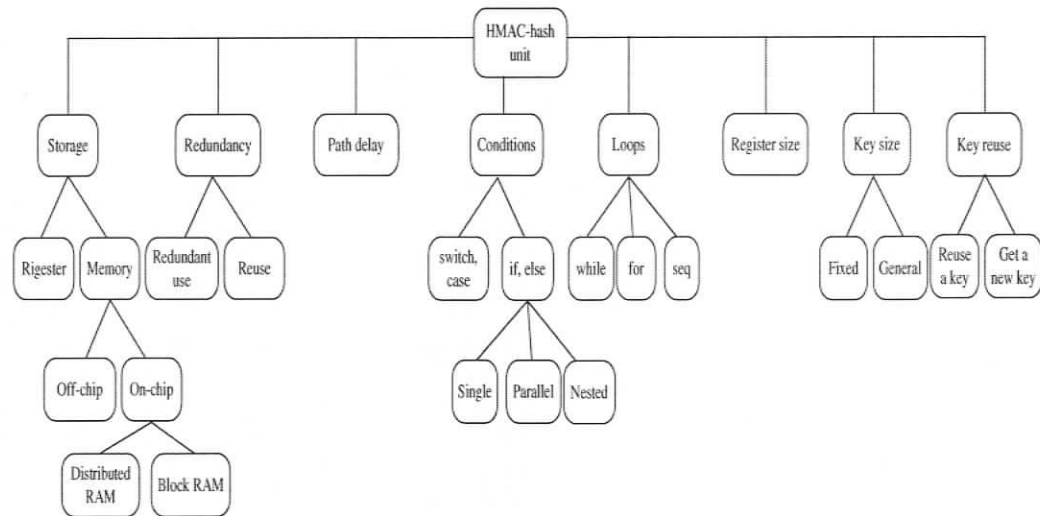 HMAC-hash
unit
Storage
Redundancy
Path delay
Conditions
Loops
Register size
Key size
Key reuse
Rigester
Memory
Redundant
use
Reuse
switch,
case
if, else
while
for
seq
Fixed
General
Reuse
a key
Get a
new key
Off-chip
On-chip
Single
Parallel
Nested
Distributed
RAM
Block RAM